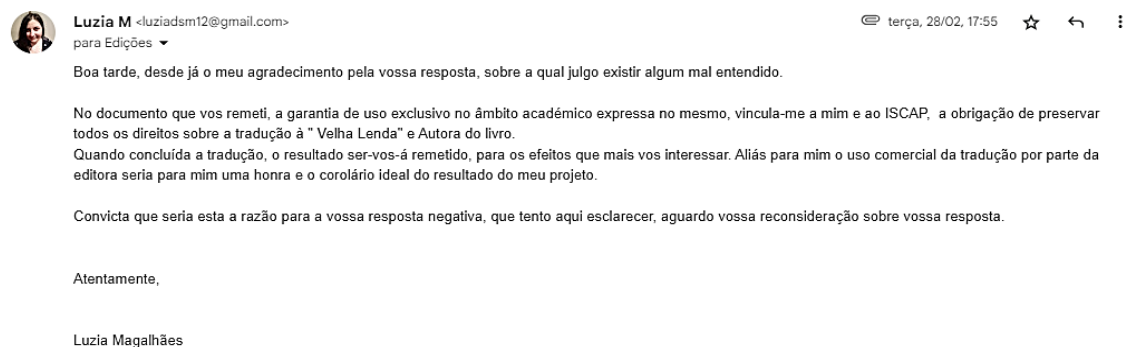 Luzia M <luziadsm12@gmail.com>
terça, 28/02, 17:55
para Edições
Boa tarde, desde já o meu agradecimento pela vossa resposta, sobre a qual julgo existir algum mal entendido.
No documento que vos remeti, a garantia de uso exclusivo no âmbito académico expressa no mesmo, vincula-me a mim e ao ISCAP, a obrigação de preservar
todos os direitos sobre a tradução à " Velha Lenda" e Autora do livro.
Quando concluída a tradução, o resultado ser-vos-á remetido, para os efeitos que mais vos interessar. Aliás para mim o uso comercial da tradução por parte da
editora seria para mim uma honra e o corolário ideal do resultado do meu projeto.
Convicta que seria esta a razão para a vossa resposta negativa, que tento aqui esclarecer, aguardo vossa reconsideração sobre vossa resposta.
Atentamente,
Luzia Magalhães